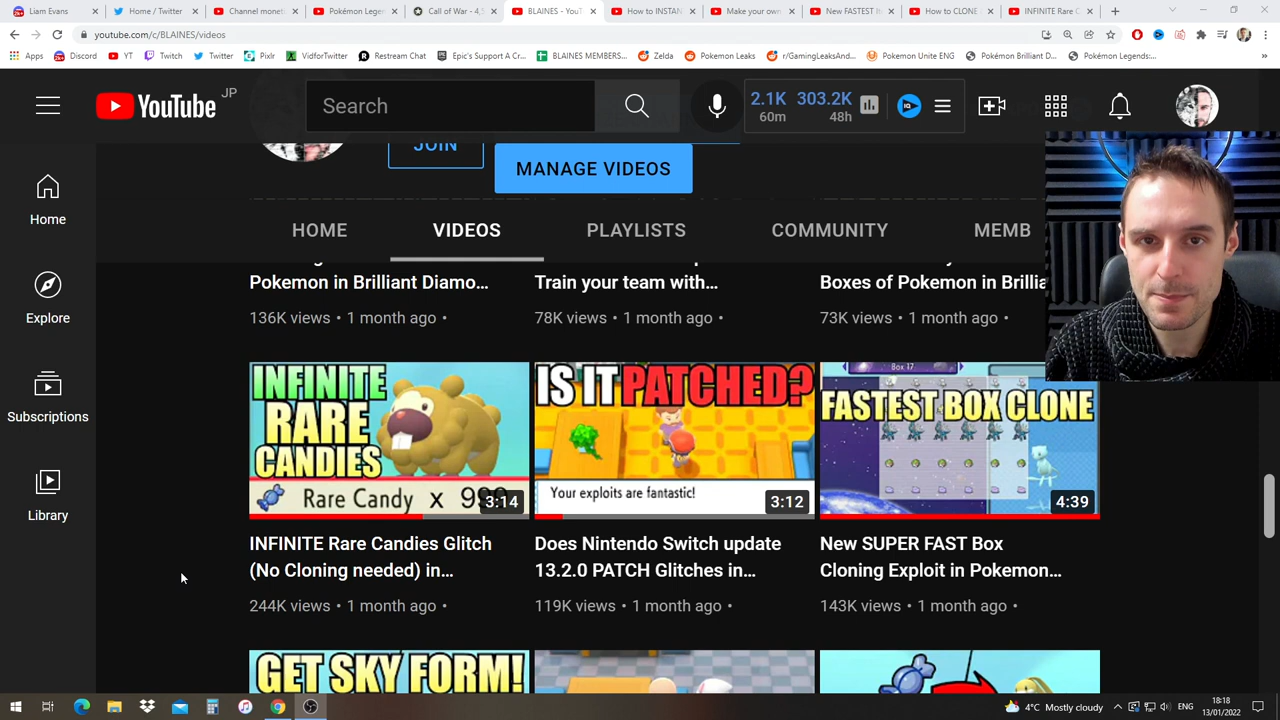 Liam Evans
Home / Twitter
Channel monet
Pokémon Lege
Call of War - 4,5
BLAINES - YouT
How to INSTAN
Make your own
New FASTEST I
How to CLONE
INFINITE Rare C
youtube.com/c/BLAINES/videos
Apps
Discord
YT
Twitch
Twitter
Pixlr
VidforTwitter
Restream Chat
Epic's Support A Cr...
BLAINES MEMBERS...
Zelda
Pokemon Leaks
r/GamingLeaksAnd...
Pokemon Unite ENG
Pokémon Brilliant D...
Pokémon Legends:...
YouTube JP
Search
2.1K 303.2K
60m 48h
IQ
JOIN
MANAGE VIDEOS
Home
Explore
Subscriptions
Library
HOME VIDEOS PLAYLISTS COMMUNITY MEMB
Pokemon in Brilliant Diamo...
136K views • 1 month ago •
Train your team with...
78K views • 1 month ago •
Boxes of Pokemon in Brillia
73K views • 1 month ago •
INFINITE
RARE
CANDIES
Rare Candy x 999
3:14
INFINITE Rare Candies Glitch
(No Cloning needed) in...
244K views • 1 month ago •
IS IT PATCHED?
Your exploits are fantastic!
3:12
Does Nintendo Switch update
13.2.0 PATCH Glitches in...
119K views • 1 month ago •
Box 17
FASTEST BOX CLONE
4:39
New SUPER FAST Box
Cloning Exploit in Pokemon...
143K views • 1 month ago •
GET SKY FORM!
4°C Mostly cloudy
ENG
18:18
13/01/2022